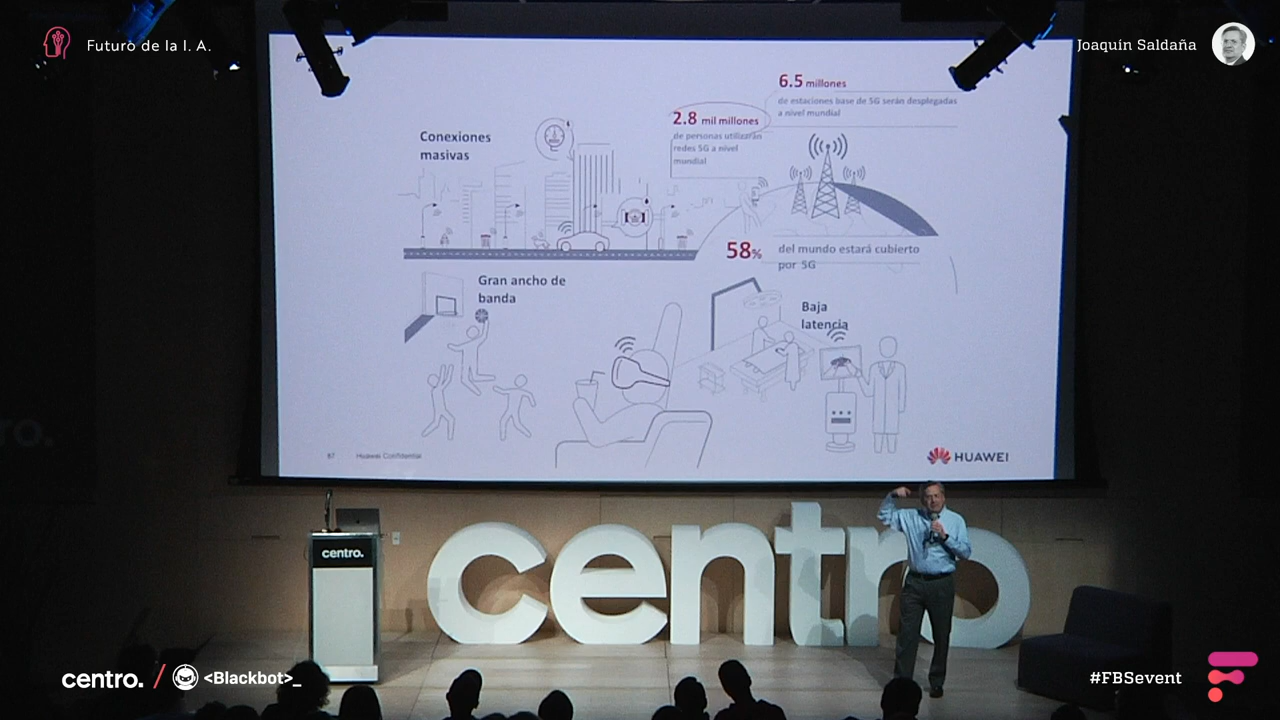 Futuro de la I. A.
Joaquín Saldaña
6.5 millones
de estaciones base de 5G serán desplegadas
a nivel mundial
2.8 mil millones
de personas utilizarán
redes 5G a nivel
mundial
Conexiones
masivas
58%
del mundo estará cubierto
por 5G
Gran ancho de
banda
Baja
latencia
67
Huawei Confidential
HUAWEI
centro.
centro
centro. / <Blackbot>_
#FBSevent